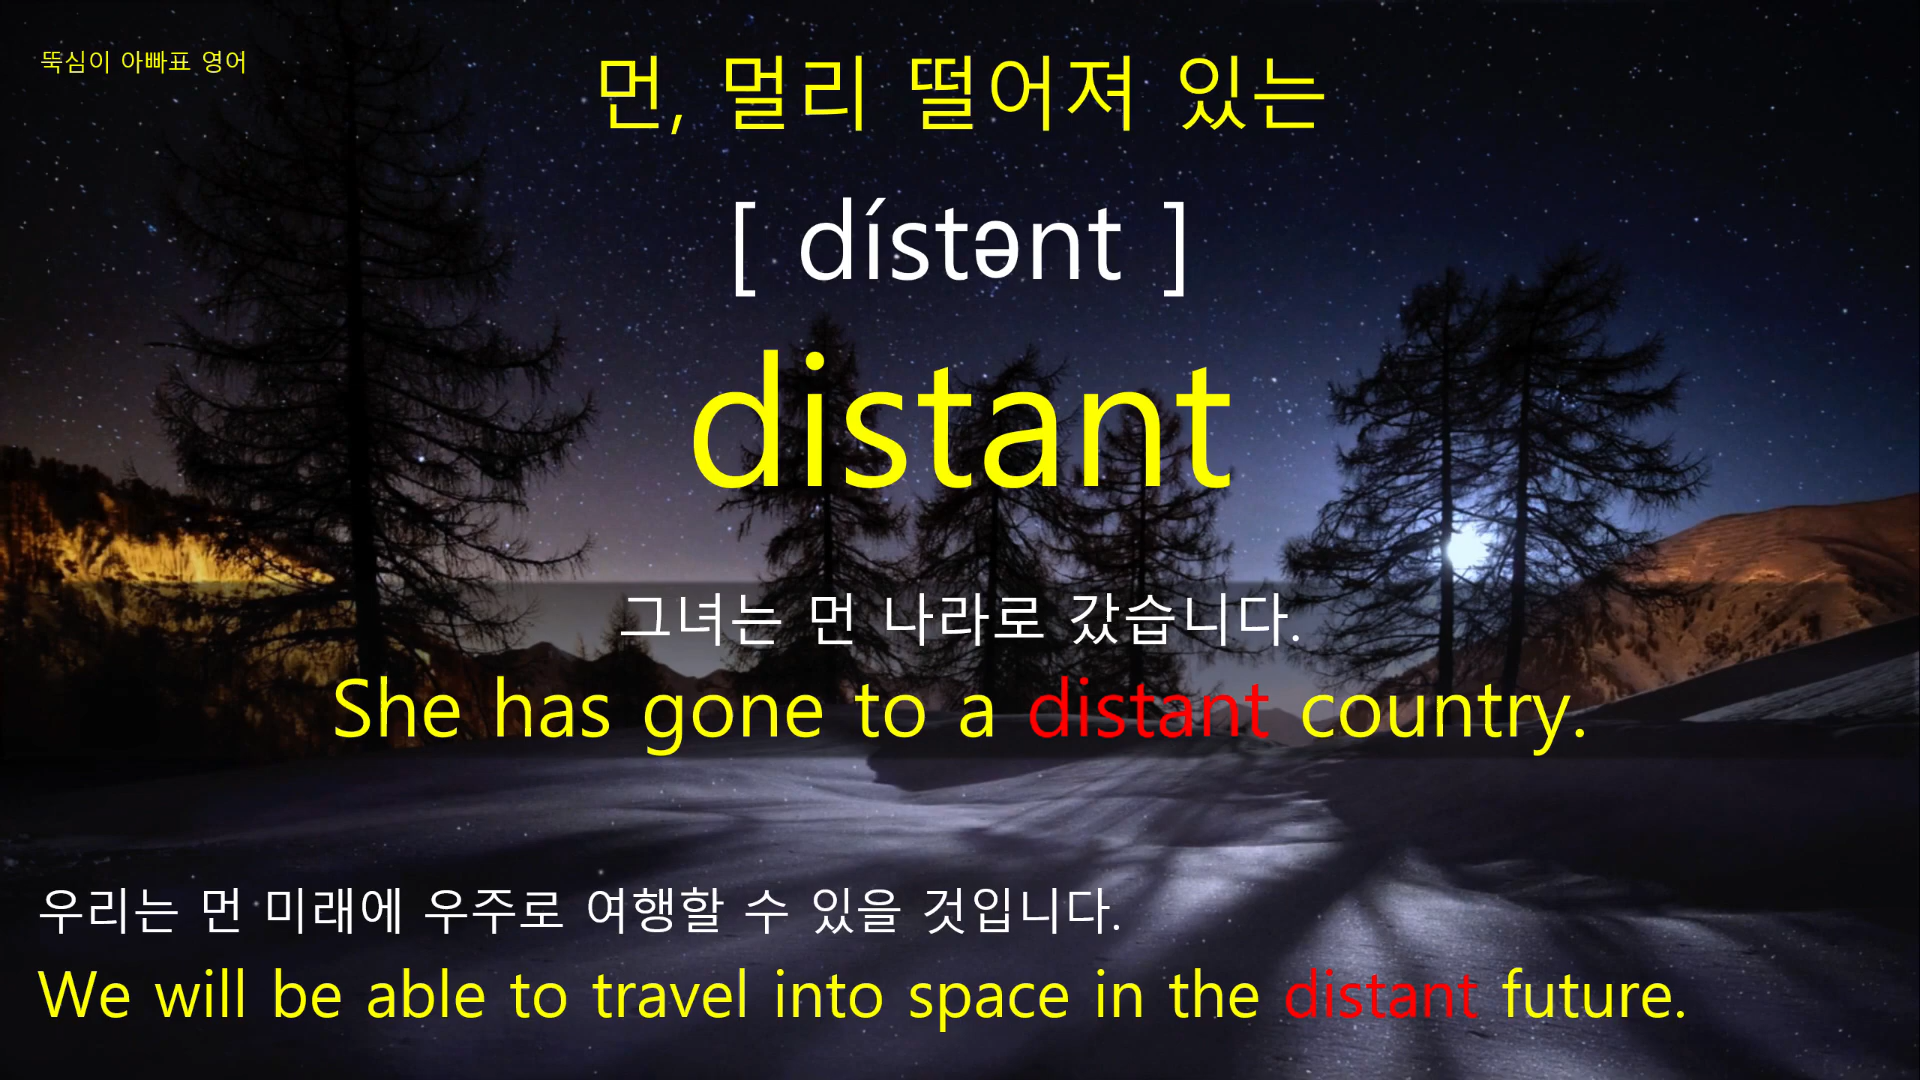 뚝심이 아빠표 영어
먼, 멀리 떨어져 있는
[ dístənt ]
distant
그녀는 먼 나라로 갔습니다.
She has gone to a distant country.
우리는 먼 미래에 우주로 여행할 수 있을 것입니다.
We will be able to travel into space in the distant future.